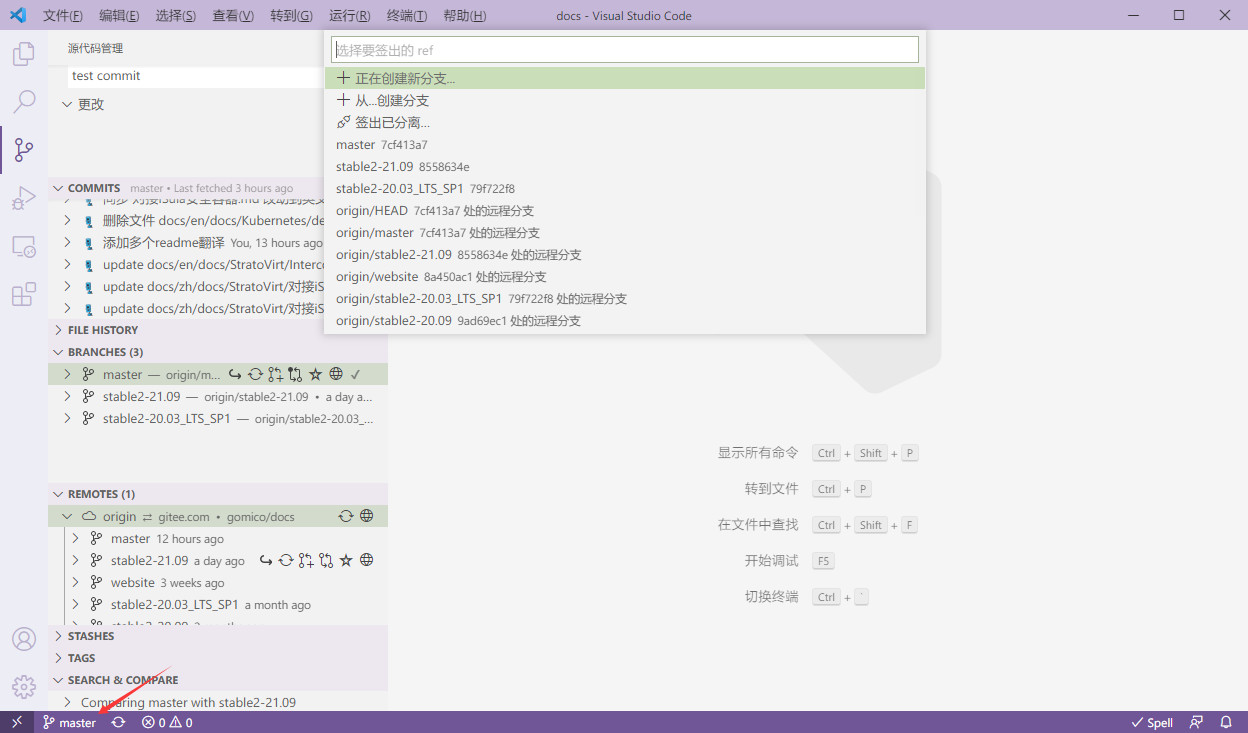 文件(F) 编辑(E) 选择(S) 查看(V) 转到(G) 运行(R) 终端(T) 帮助(H) docs - Visual Studio Code
源代码管理
test commit
更改
选择要签出的 ref
正在创建新分支...
从...创建分支
签出已分离...
master 7cf413a7
stable2-21.09 8558634e
stable2-20.03_LTS_SP1 79f722f8
origin/HEAD 7cf413a7 处的远程分支
origin/master 7cf413a7 处的远程分支
origin/stable2-21.09 8558634e 处的远程分支
origin/website 8a450ac1 处的远程分支
origin/stable2-20.03_LTS_SP1 79f722f8 处的远程分支
origin/stable2-20.09 9ad69ec1 处的远程分支
COMMITS master • Last fetched 3 hours ago
删除文件 docs/en/docs/Kubernetes/de
添加多个readme翻译 You, 13 hours ago
update docs/en/docs/StratoVirt/Interc
update docs/zh/docs/StratoVirt/对接iS
update docs/zh/docs/StratoVirt/对接iS
FILE HISTORY
BRANCHES (3)
master — origin/m...
stable2-21.09 — origin/stable2-21.09 • a day a...
stable2-20.03_LTS_SP1 — origin/stable2-20.03_...
REMOTES (1)
origin ⇄ gitee.com • gomico/docs
master 12 hours ago
stable2-21.09 a day ago
website 3 weeks ago
stable2-20.03_LTS_SP1 a month ago
STASHES
TAGS
SEARCH & COMPARE
Comparing master with stable2-21.09
显示所有命令 Ctrl + Shift + P
转到文件 Ctrl + P
在文件中查找 Ctrl + Shift + F
开始调试 F5
切换终端 Ctrl + `
master 0 0 Spell